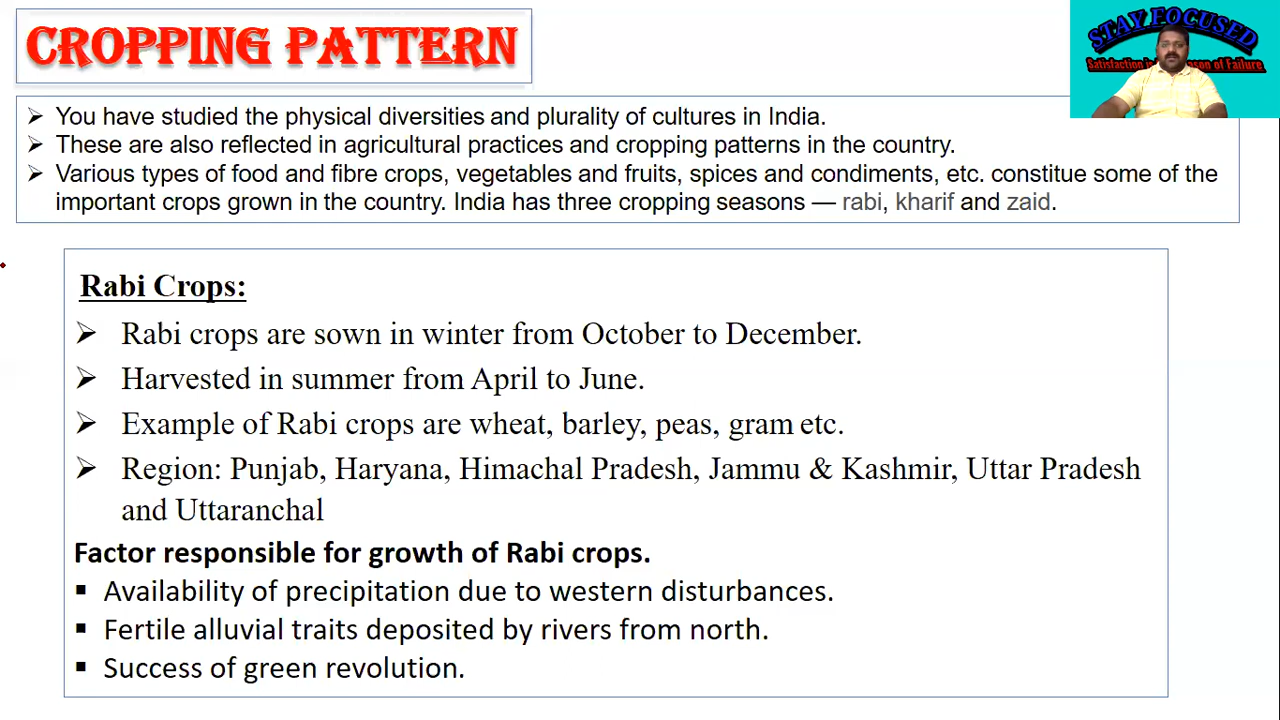 CROPPING PATTERN
STAY FOCUSED
Satisfaction is son of Failure
➢ You have studied the physical diversities and plurality of cultures in India.
➢ These are also reflected in agricultural practices and cropping patterns in the country.
➢ Various types of food and fibre crops, vegetables and fruits, spices and condiments, etc. constitue some of the
important crops grown in the country. India has three cropping seasons — rabi, kharif and zaid.
Rabi Crops:
➢ Rabi crops are sown in winter from October to December.
➢ Harvested in summer from April to June.
➢ Example of Rabi crops are wheat, barley, peas, gram etc.
➢ Region: Punjab, Haryana, Himachal Pradesh, Jammu & Kashmir, Uttar Pradesh
and Uttaranchal
Factor responsible for growth of Rabi crops.
▪ Availability of precipitation due to western disturbances.
▪ Fertile alluvial traits deposited by rivers from north.
▪ Success of green revolution.